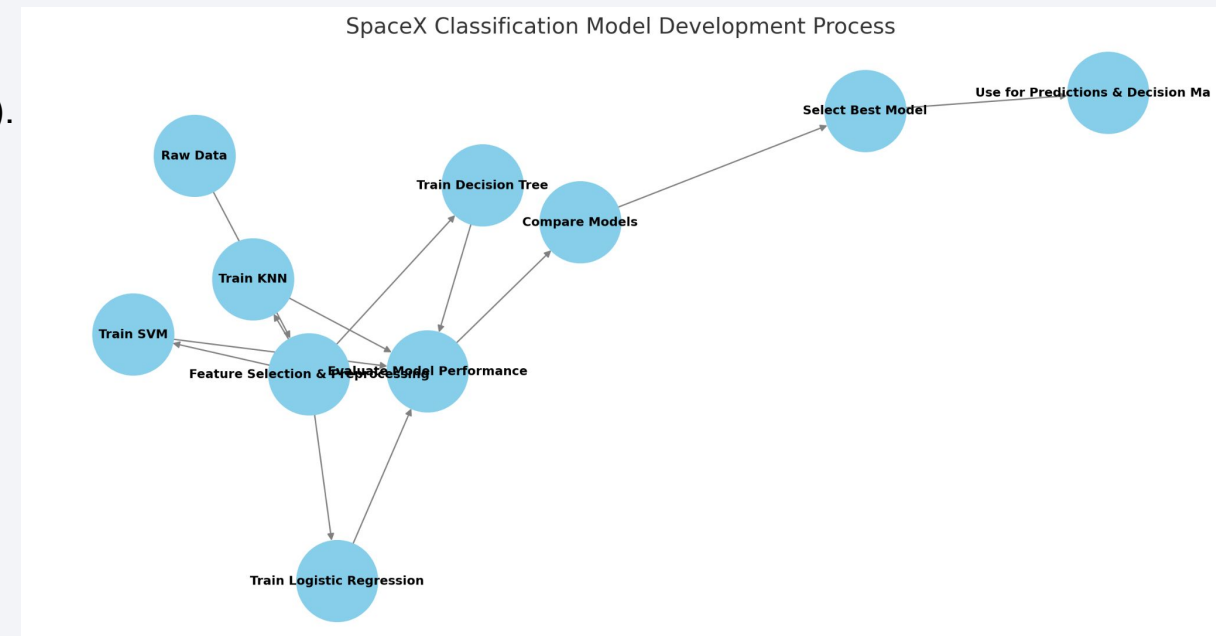 SpaceX Classification Model Development Process
).
Use for Predictions & Decision Ma
Select Best Model
Raw Data
Train Decision Tree
Compare Models
Train KNN
Train SVM
Feature Selection & Preprocessing
Evaluate Model Performance
Train Logistic Regression